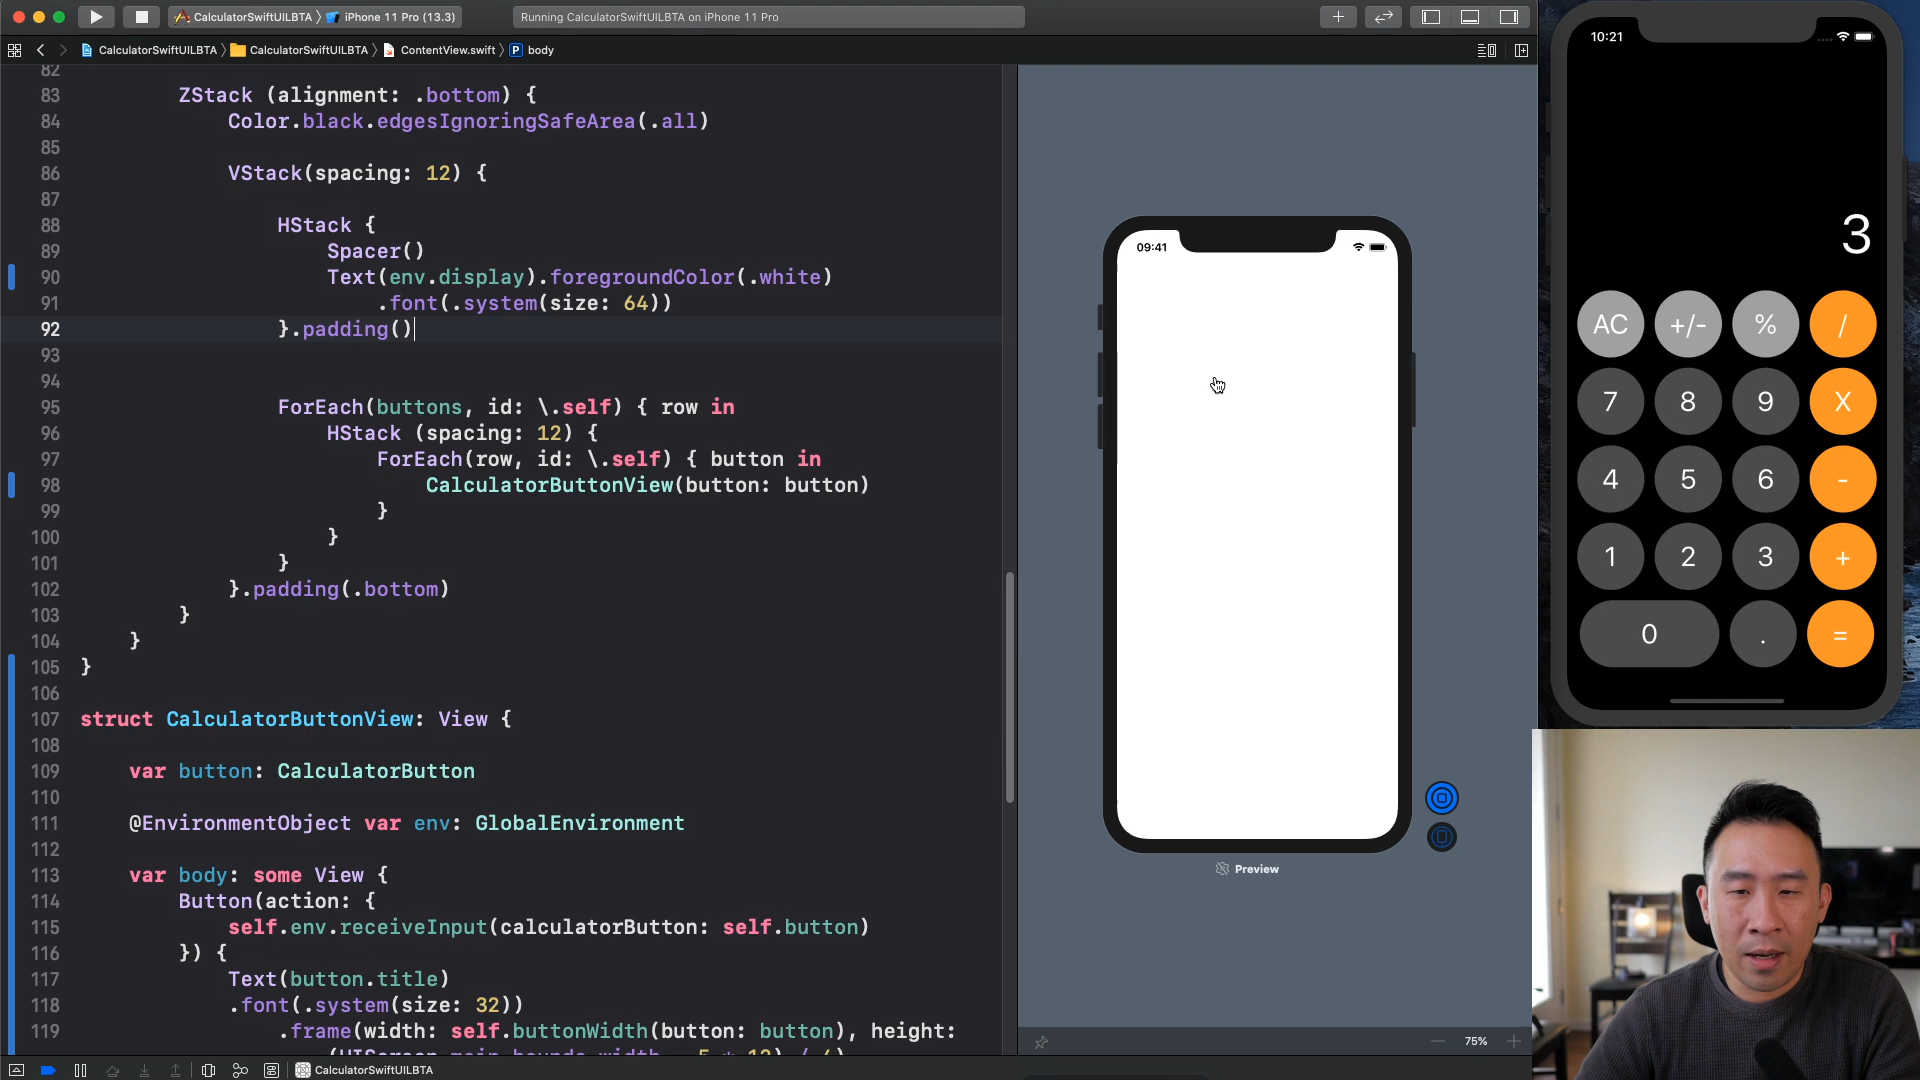 CalculatorSwiftUILBTA iPhone 11 Pro (13.3)
Running CalculatorSwiftUILBTA on iPhone 11 Pro
CalculatorSwiftUILBTA CalculatorSwiftUILBTA ContentView.swift P body
82
83 ZStack (alignment: .bottom) {
84 Color.black.edgesIgnoringSafeArea(.all)
85
86 VStack(spacing: 12) {
87
88 HStack {
89 Spacer()
90 Text(env.display).foregroundColor(.white)
91 .font(.system(size: 64))
92 }.padding()
93
94
95 ForEach(buttons, id: \.self) { row in
96 HStack (spacing: 12) {
97 ForEach(row, id: \.self) { button in
98 CalculatorButtonView(button: button)
99 }
100 }
101 }
102 }.padding(.bottom)
103 }
104 }
105 }
106
107 struct CalculatorButtonView: View {
108
109 var button: CalculatorButton
110
111 @EnvironmentObject var env: GlobalEnvironment
112
113 var body: some View {
114 Button(action: {
115 self.env.receiveInput(calculatorButton: self.button)
116 }) {
117 Text(button.title)
118 .font(.system(size: 32))
119 .frame(width: self.buttonWidth(button: button), height:
(UIScreen.main.bounds.width - 5 * 12) / 4)
CalculatorSwiftUILBTA
09:41
Preview
75%
10:21
3
AC +/- % /
7 8 9 X
4 5 6 -
1 2 3 +
0 . =